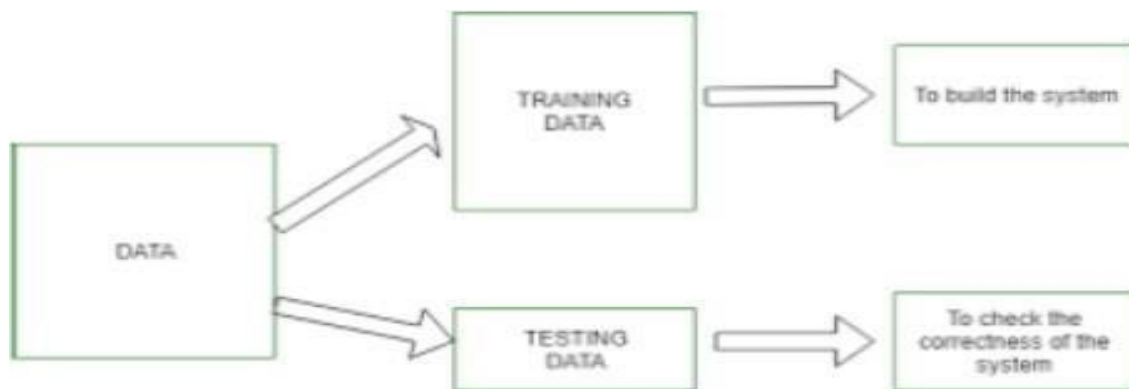 DATA
TRAINING
DATA
To build the system
TESTING
DATA
To check the
correctness of the
system